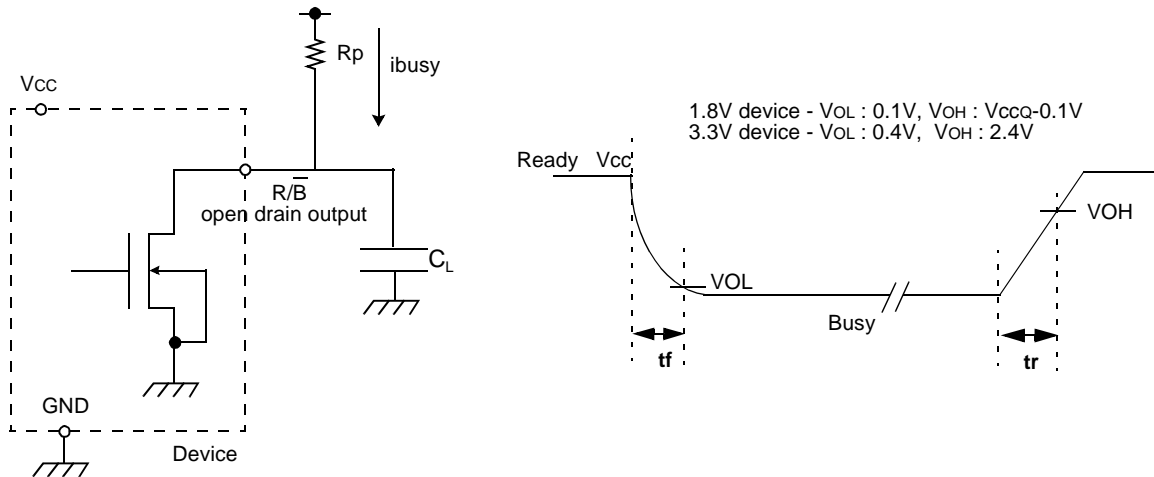 Rp
ibusy
VCC
R/B̅
open drain output
CL
GND
Device
1.8V device - VOL : 0.1V, VOH : VCCQ-0.1V
3.3V device - VOL : 0.4V, VOH : 2.4V
Ready Vcc
VOH
VOL
Busy
tf
tr